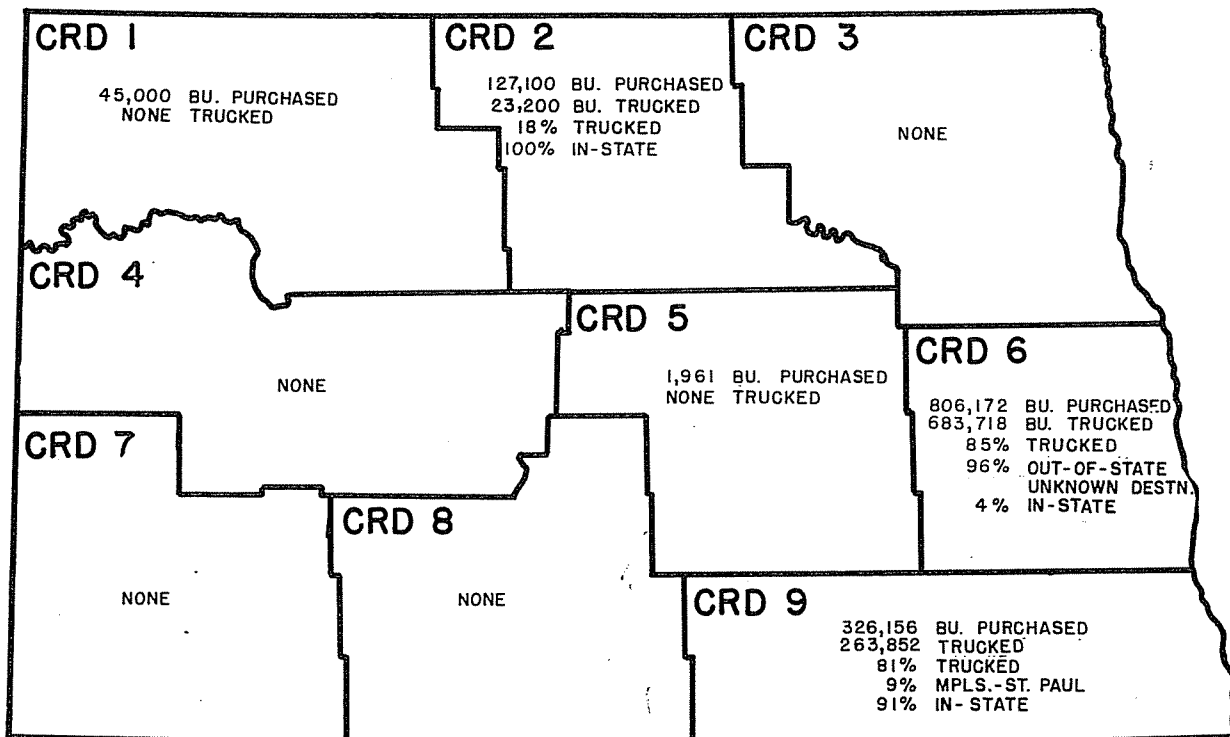 CRD 1
45,000 BU. PURCHASED
NONE TRUCKED
CRD 2
127,100 BU. PURCHASED
23,200 BU. TRUCKED
18% TRUCKED
100% IN-STATE
CRD 3
NONE
CRD 4
NONE
CRD 5
1,961 BU. PURCHASED
NONE TRUCKED
CRD 6
806,172 BU. PURCHASED
683,718 BU. TRUCKED
85% TRUCKED
96% OUT-OF-STATE
UNKNOWN DESTN.
4% IN-STATE
CRD 7
NONE
CRD 8
NONE
CRD 9
326,156 BU. PURCHASED
263,852 TRUCKED
81% TRUCKED
9% MPLS.-ST. PAUL
91% IN-STATE